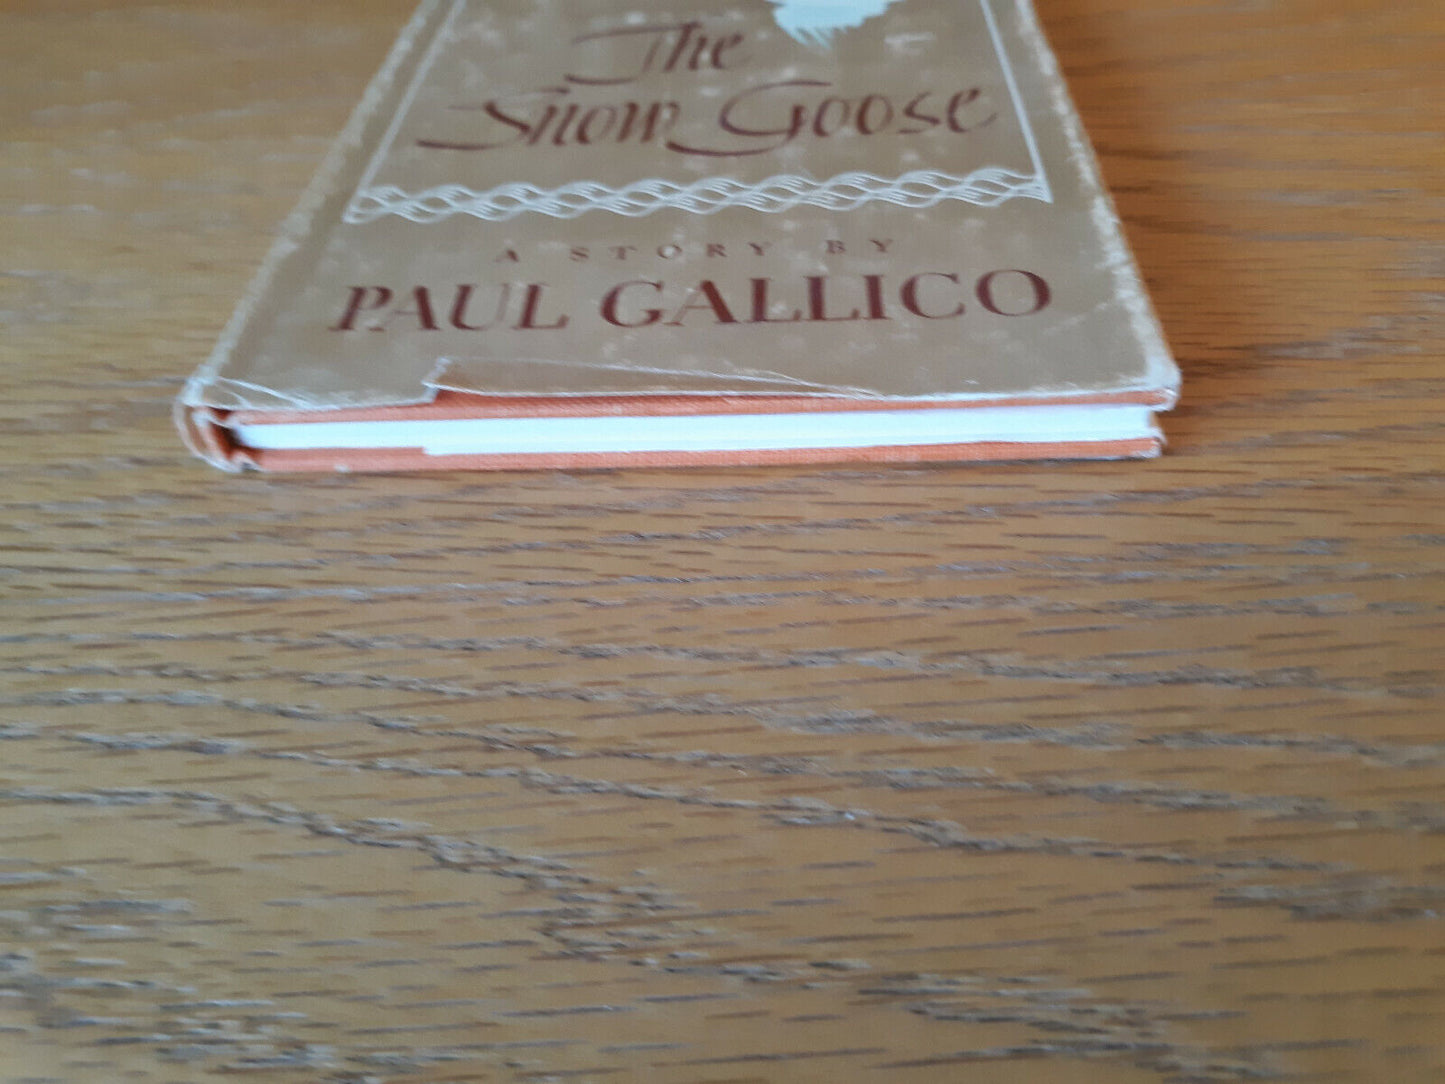 The
Snow Goose
A STORY BY
PAUL GALLICO